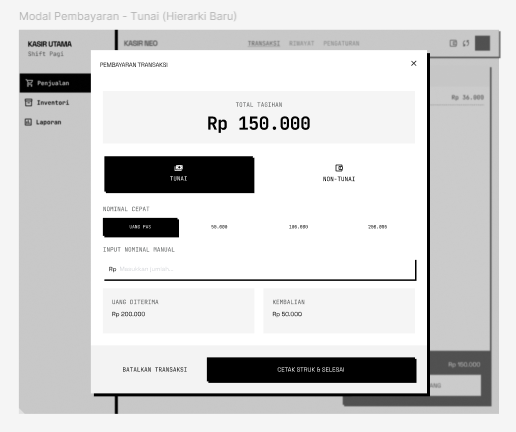 Modal Pembayaran - Tunai (Hierarki Baru)
KASIR UTAMA
Shift Pagi
KASIR NEO
TRANSAKSI RIWAYAT PENGATURAN
Penjualan
Inventori
Laporan
Rp 36.000
PEMBAYARAN TRANSAKSI
TOTAL TAGIHAN
Rp 150.000
TUNAI
NON-TUNAI
NOMINAL CEPAT
UANG PAS 50.000 100.000 200.000
INPUT NOMINAL MANUAL
Rp Masukkan jumlah...
UANG DITERIMA
Rp 200.000
KEMBALIAN
Rp 50.000
Rp 150.000
BATALKAN TRANSAKSI
CETAK STRUK & SELESAI